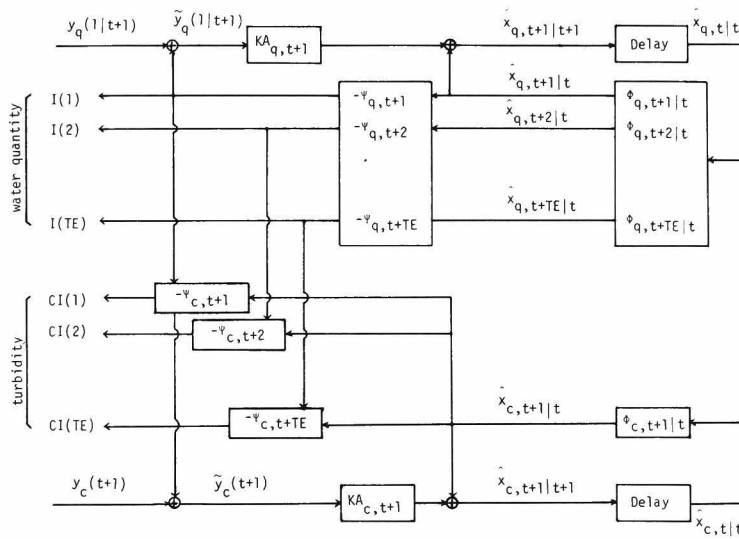 y_q(1|t+1) ỹ_q(1|t+1) KA_q,t+1 x̂_q,t+1|t+1 Delay x̂_q,t|t
I(1) -Ψ_q,t+1 x̂_q,t+1|t Φ_q,t+1|t
I(2) -Ψ_q,t+2 x̂_q,t+2|t Φ_q,t+2|t
water quantity
I(TE) -Ψ_q,t+TE x̂_q,t+TE|t Φ_q,t+TE|t
CI(1) -Ψ_c,t+1
CI(2) -Ψ_c,t+2
turbidity
CI(TE) -Ψ_c,t+TE x̂_c,t+1|t Φ_c,t+1|t
y_c(t+1) ỹ_c(t+1) KA_c,t+1 x̂_c,t+1|t+1 Delay x̂_c,t|t